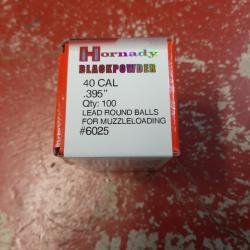 Hornady
BLACKPOWDER
40 CAL
.395"
Qty: 100
LEAD ROUND BALLS
FOR MUZZLELOADING
#6025